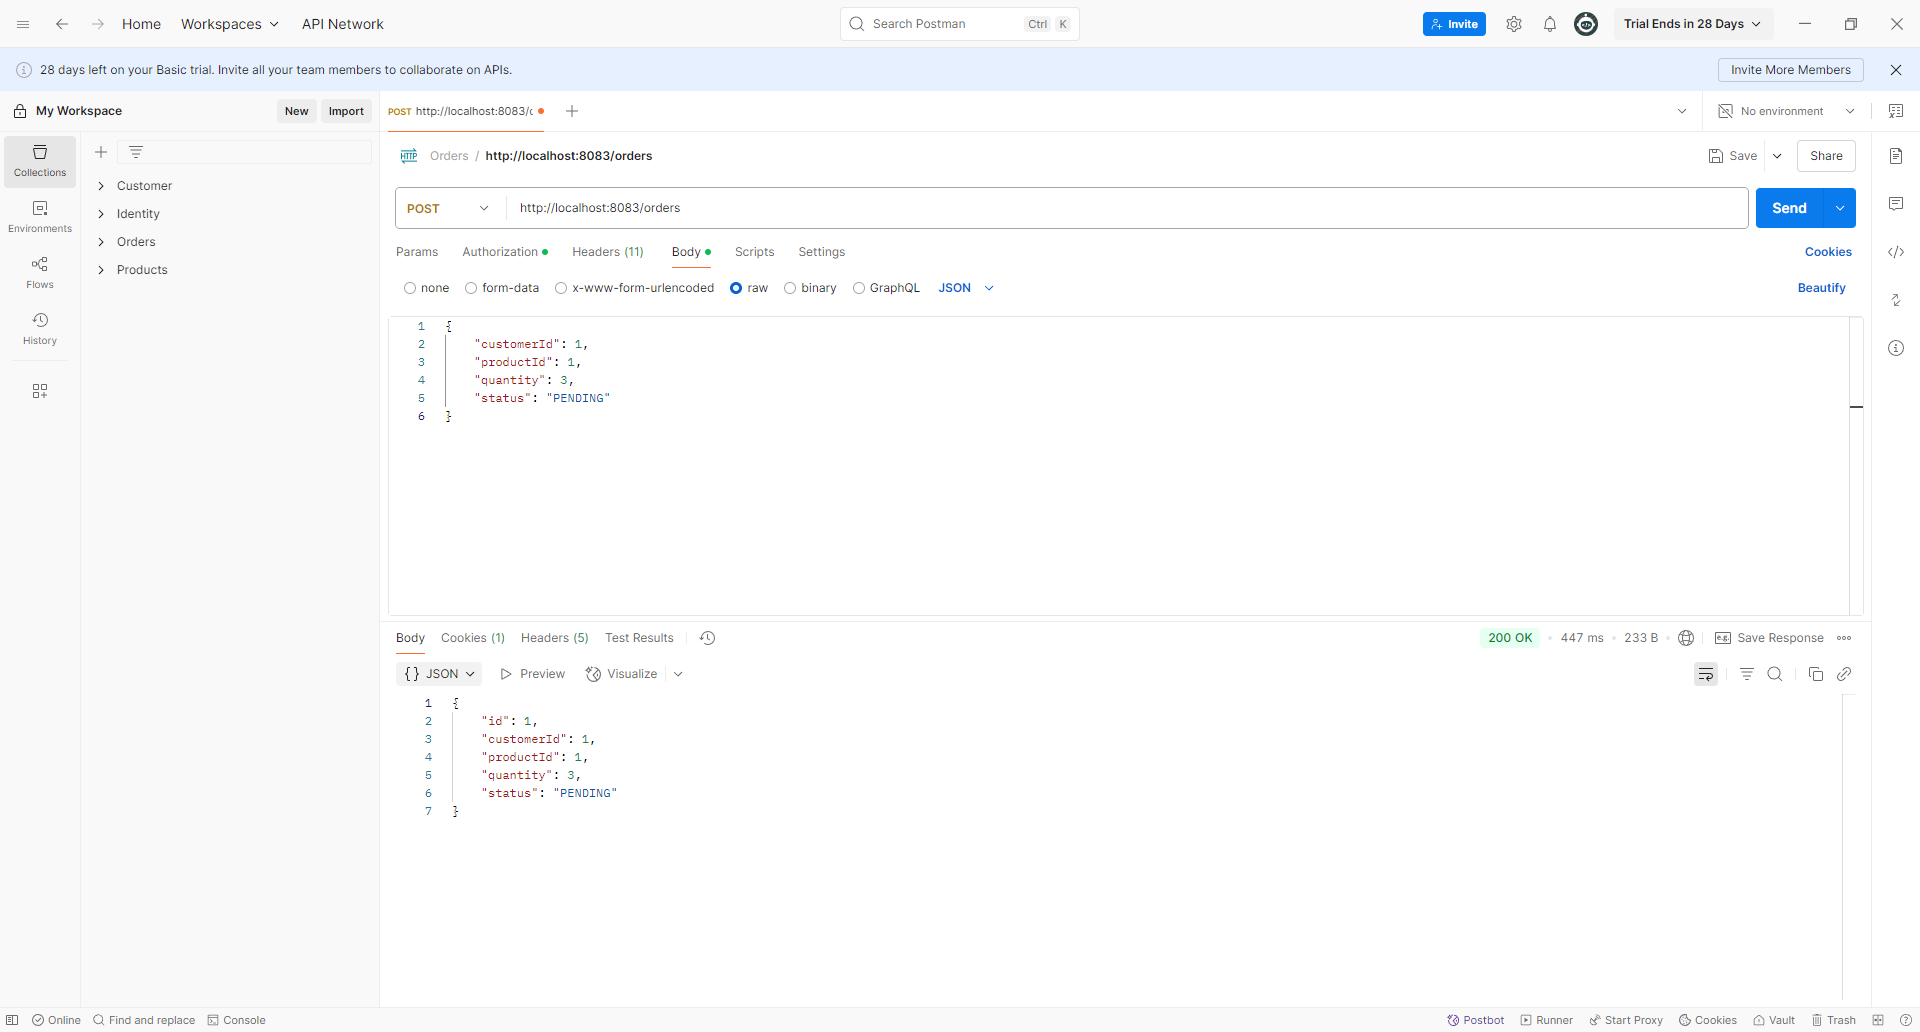 Home Workspaces API Network Search Postman Ctrl K Invite Trial Ends in 28 Days
28 days left on your Basic trial. Invite all your team members to collaborate on APIs. Invite More Members
My Workspace New Import POST http://localhost:8083/ No environment
Collections
Environments
Flows
History
Customer
Identity
Orders
Products
HTTP Orders / http://localhost:8083/orders Save Share
POST http://localhost:8083/orders Send
Params Authorization Headers (11) Body Scripts Settings Cookies
none form-data x-www-form-urlencoded raw binary GraphQL JSON Beautify
1 {
2 "customerId": 1,
3 "productId": 1,
4 "quantity": 3,
5 "status": "PENDING"
6 }
Body Cookies (1) Headers (5) Test Results 200 OK • 447 ms • 233 B • e.g. Save Response
{} JSON Preview Visualize
1 {
2 "id": 1,
3 "customerId": 1,
4 "productId": 1,
5 "quantity": 3,
6 "status": "PENDING"
7 }
Online Find and replace Console Postbot Runner Start Proxy Cookies Vault Trash